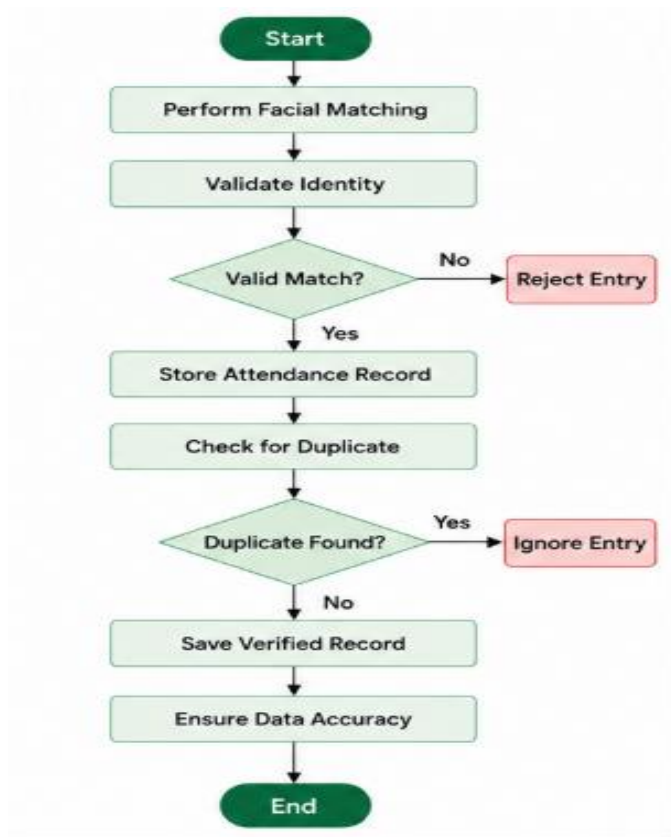 Start
Perform Facial Matching
Validate Identity
Valid Match?
No
Reject Entry
Yes
Store Attendance Record
Check for Duplicate
Duplicate Found?
Yes
Ignore Entry
No
Save Verified Record
Ensure Data Accuracy
End